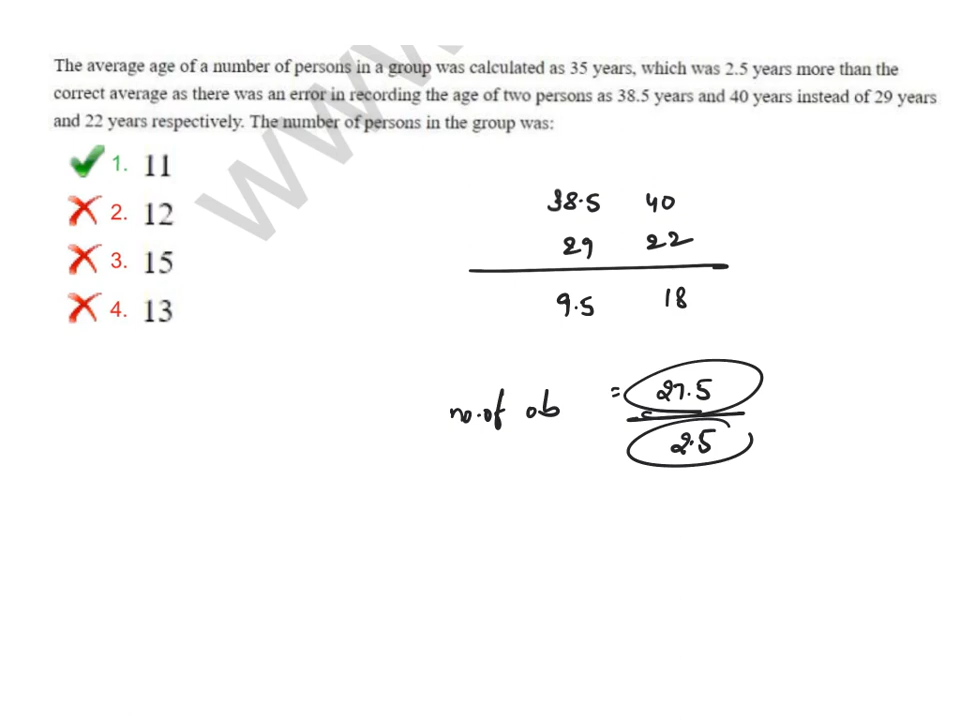 The average age of a number of persons in a group was calculated as 35 years, which was 2.5 years more than the
correct average as there was an error in recording the age of two persons as 38.5 years and 40 years instead of 29 years
and 22 years respectively. The number of persons in the group was:
1. 11
2. 12
3. 15
4. 13
38.5 40
29 22
9.5 18
no.of ob = 27.5
2.5
WWW